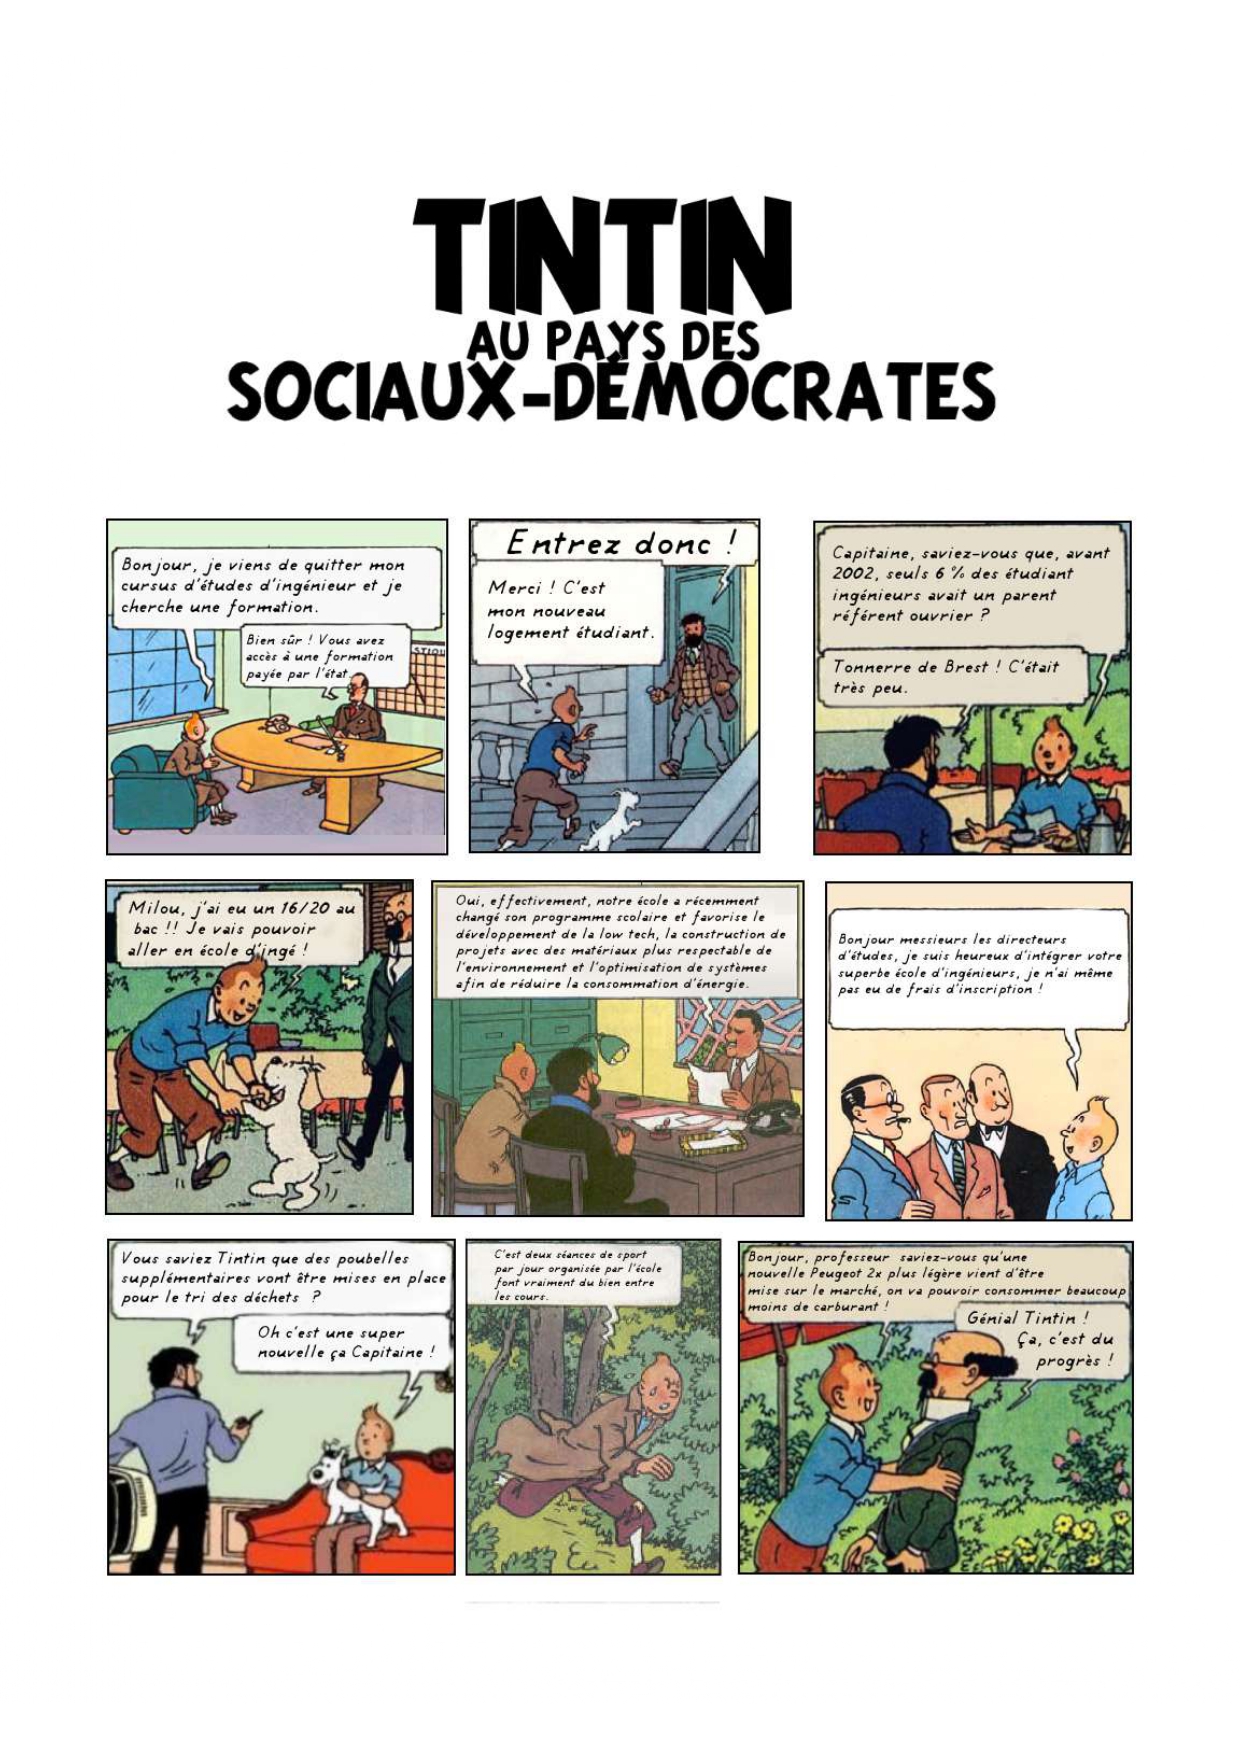 TINTIN
AU PAYS DES
SOCIAUX-DÉMOCRATES
Bonjour, je viens de quitter mon
cursus d'études d'ingénieur et je
cherche une formation.
Bien sûr ! Vous avez
accès à une formation
payée par l'état
STIQU
Entrez donc !
Merci ! C'est
mon nouveau
logement étudiant.
Capitaine, saviez-vous que, avant
2002, seuls 6 % des étudiant
ingénieurs avait un parent
référent ouvrier ?
Tonnerre de Brest ! C'était
très peu.
Milou, j'ai eu un 16/20 au
bac !! Je vais pouvoir
aller en école d'ingé !
Oui, effectivement, notre école a récemment
changé son programme scolaire et favorise le
développement de la low tech, la construction de
projets avec des matériaux plus respectable de
l'environnement et l'optimisation de systèmes
afin de réduire la consommation d'énergie.
Bonjour messieurs les directeurs
d'études, je suis heureux d'intégrer votre
superbe école d'ingénieurs, je n'ai même
pas eu de frais d'inscription !
Vous saviez Tintin que des poubelles
supplémentaires vont être mises en place
pour le tri des déchets ?
Oh c'est une super
nouvelle ça Capitaine !
C'est deux séances de sport
par jour organisée par l'école
font vraiment du bien entre
les cours.
Bonjour, professeur saviez-vous qu'une
nouvelle Peugeot 2x plus légère vient d'être
mise sur le marché, on va pouvoir consommer beaucoup
moins de carburant !
Génial Tintin !
Ça, c'est du
progrès !